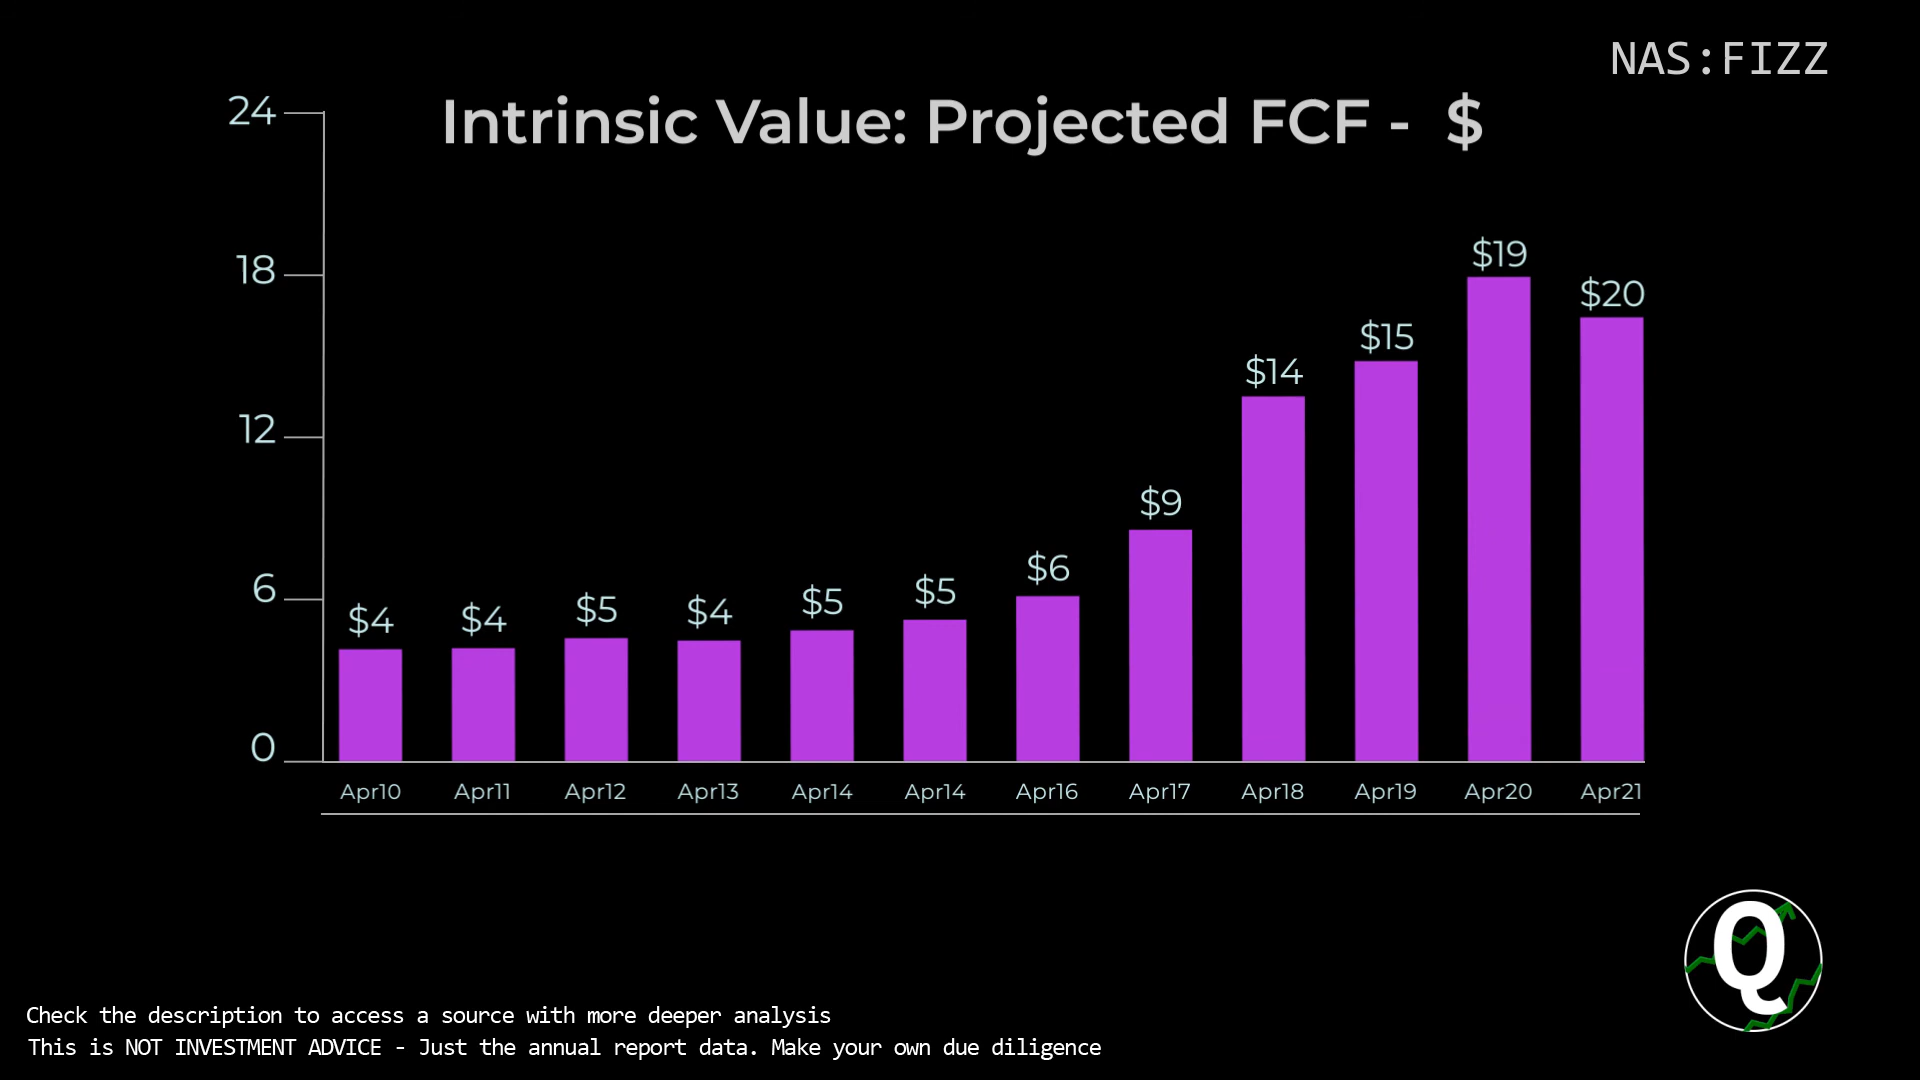 NAS:FIZZ
Intrinsic Value: Projected FCF - $
24
18
12
6
0
$4 $4 $5 $4 $5 $5 $6 $9 $14 $15 $19 $20
Apr10 Apr11 Apr12 Apr13 Apr14 Apr14 Apr16 Apr17 Apr18 Apr19 Apr20 Apr21
Q
Check the description to access a source with more deeper analysis
This is NOT INVESTMENT ADVICE - Just the annual report data. Make your own due diligence